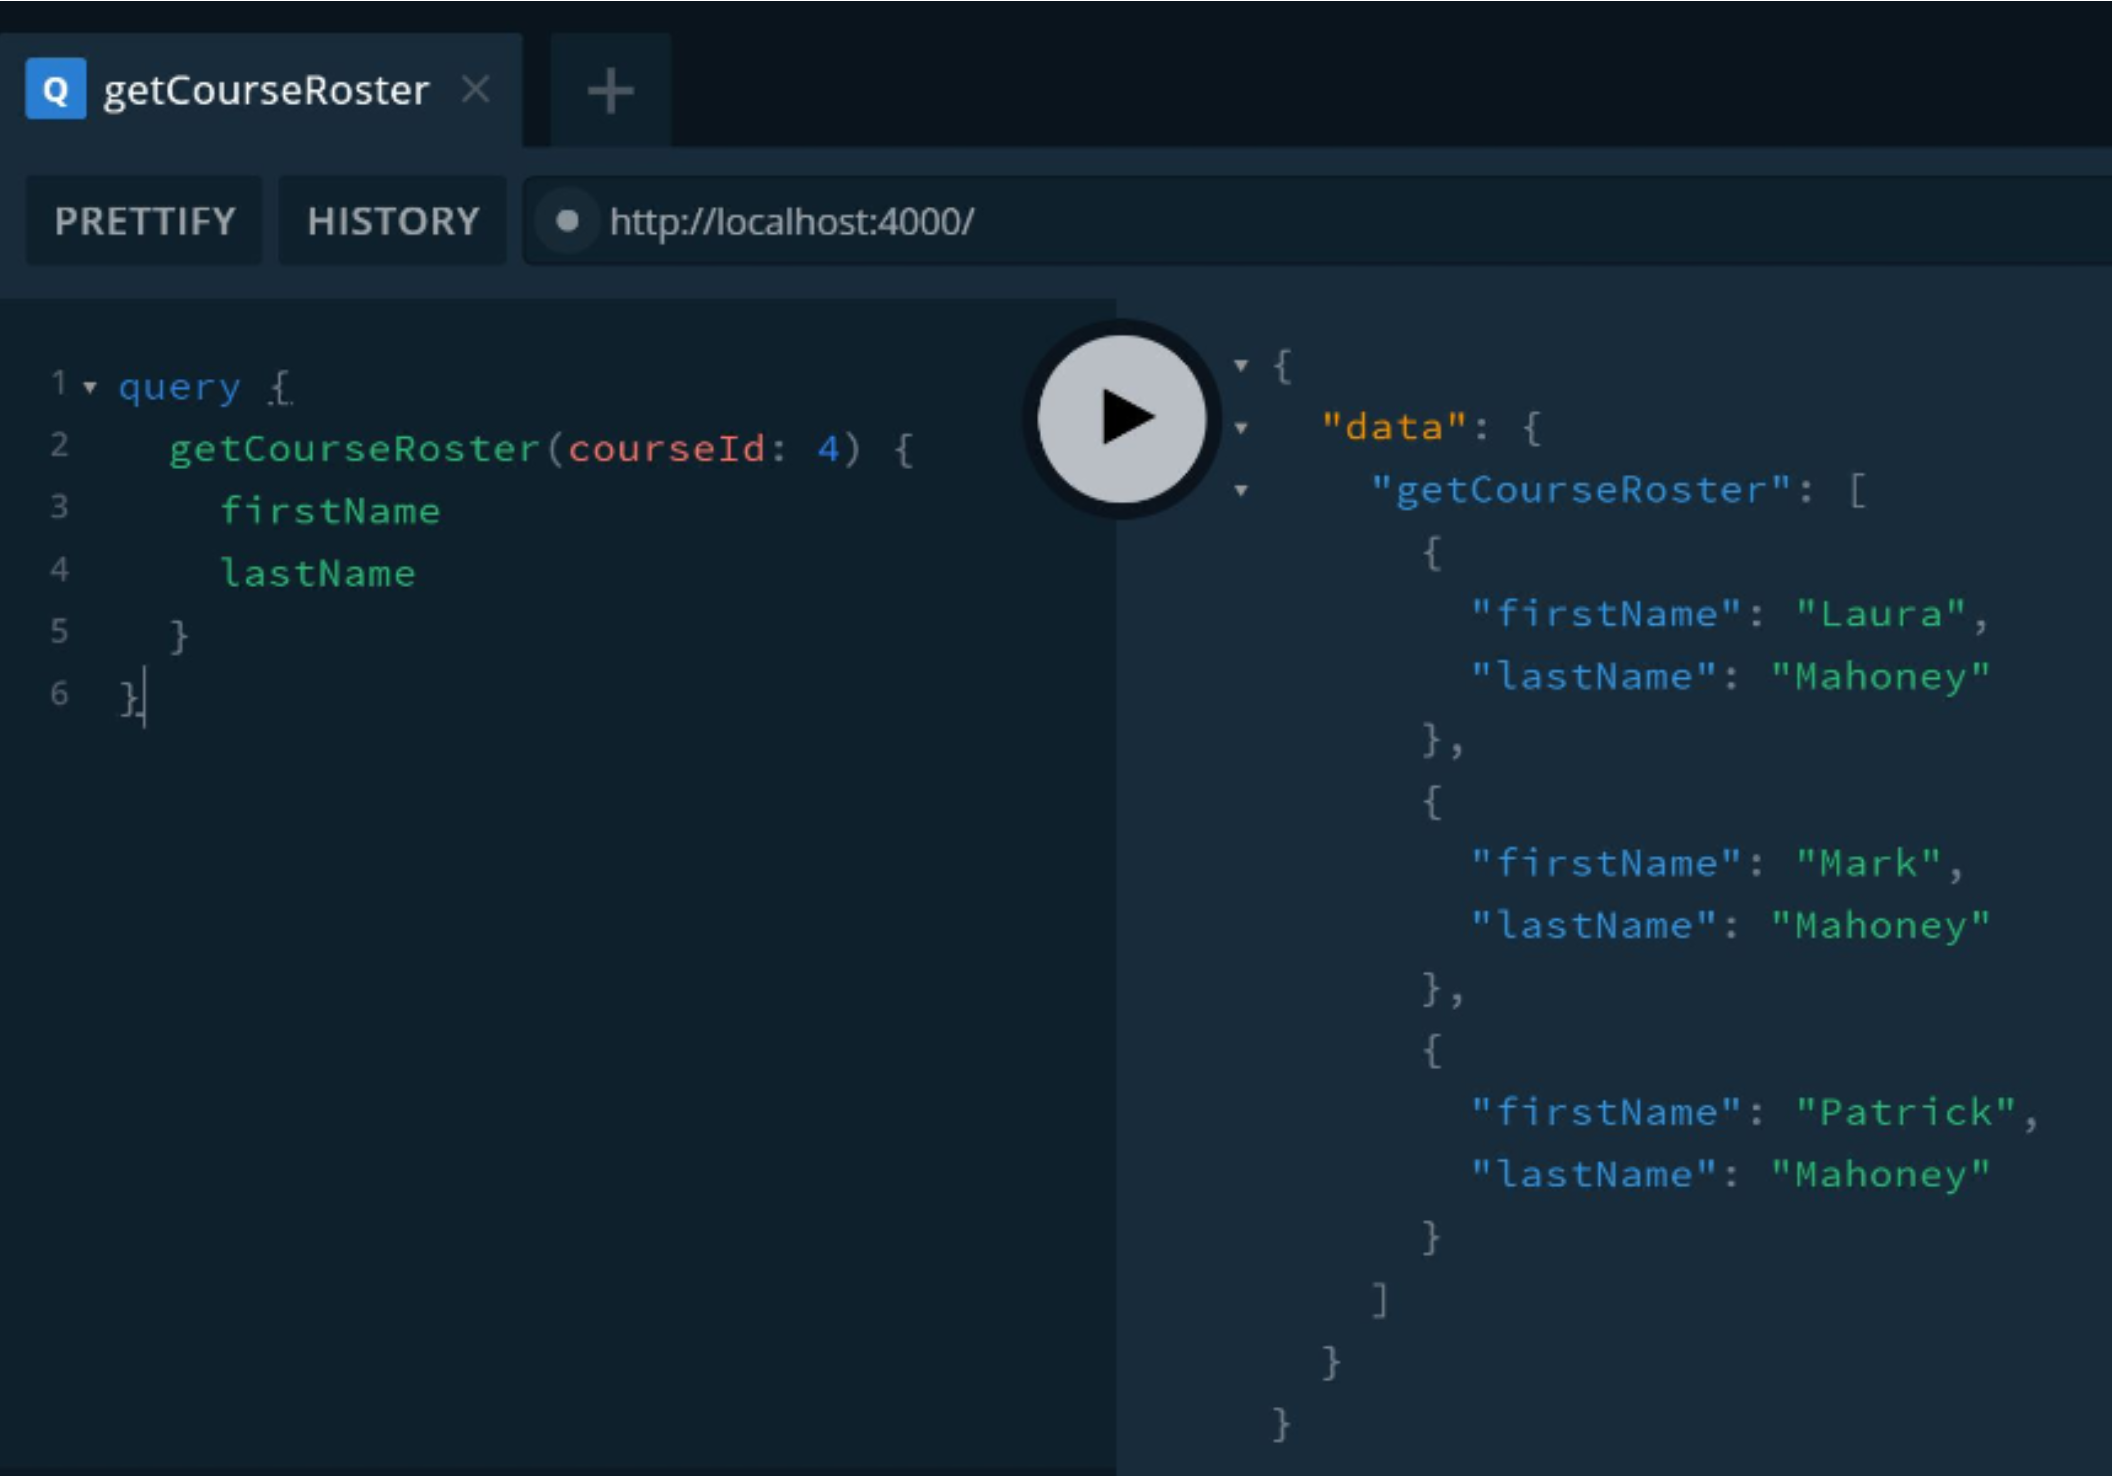 Q getCourseRoster
PRETTIFY HISTORY http://localhost:4000/
1 query {
2 getCourseRoster(courseId: 4) {
3 firstName
4 lastName
5 }
6 }
{
"data": {
"getCourseRoster": [
{
"firstName": "Laura",
"lastName": "Mahoney"
},
{
"firstName": "Mark",
"lastName": "Mahoney"
},
{
"firstName": "Patrick",
"lastName": "Mahoney"
}
]
}
}